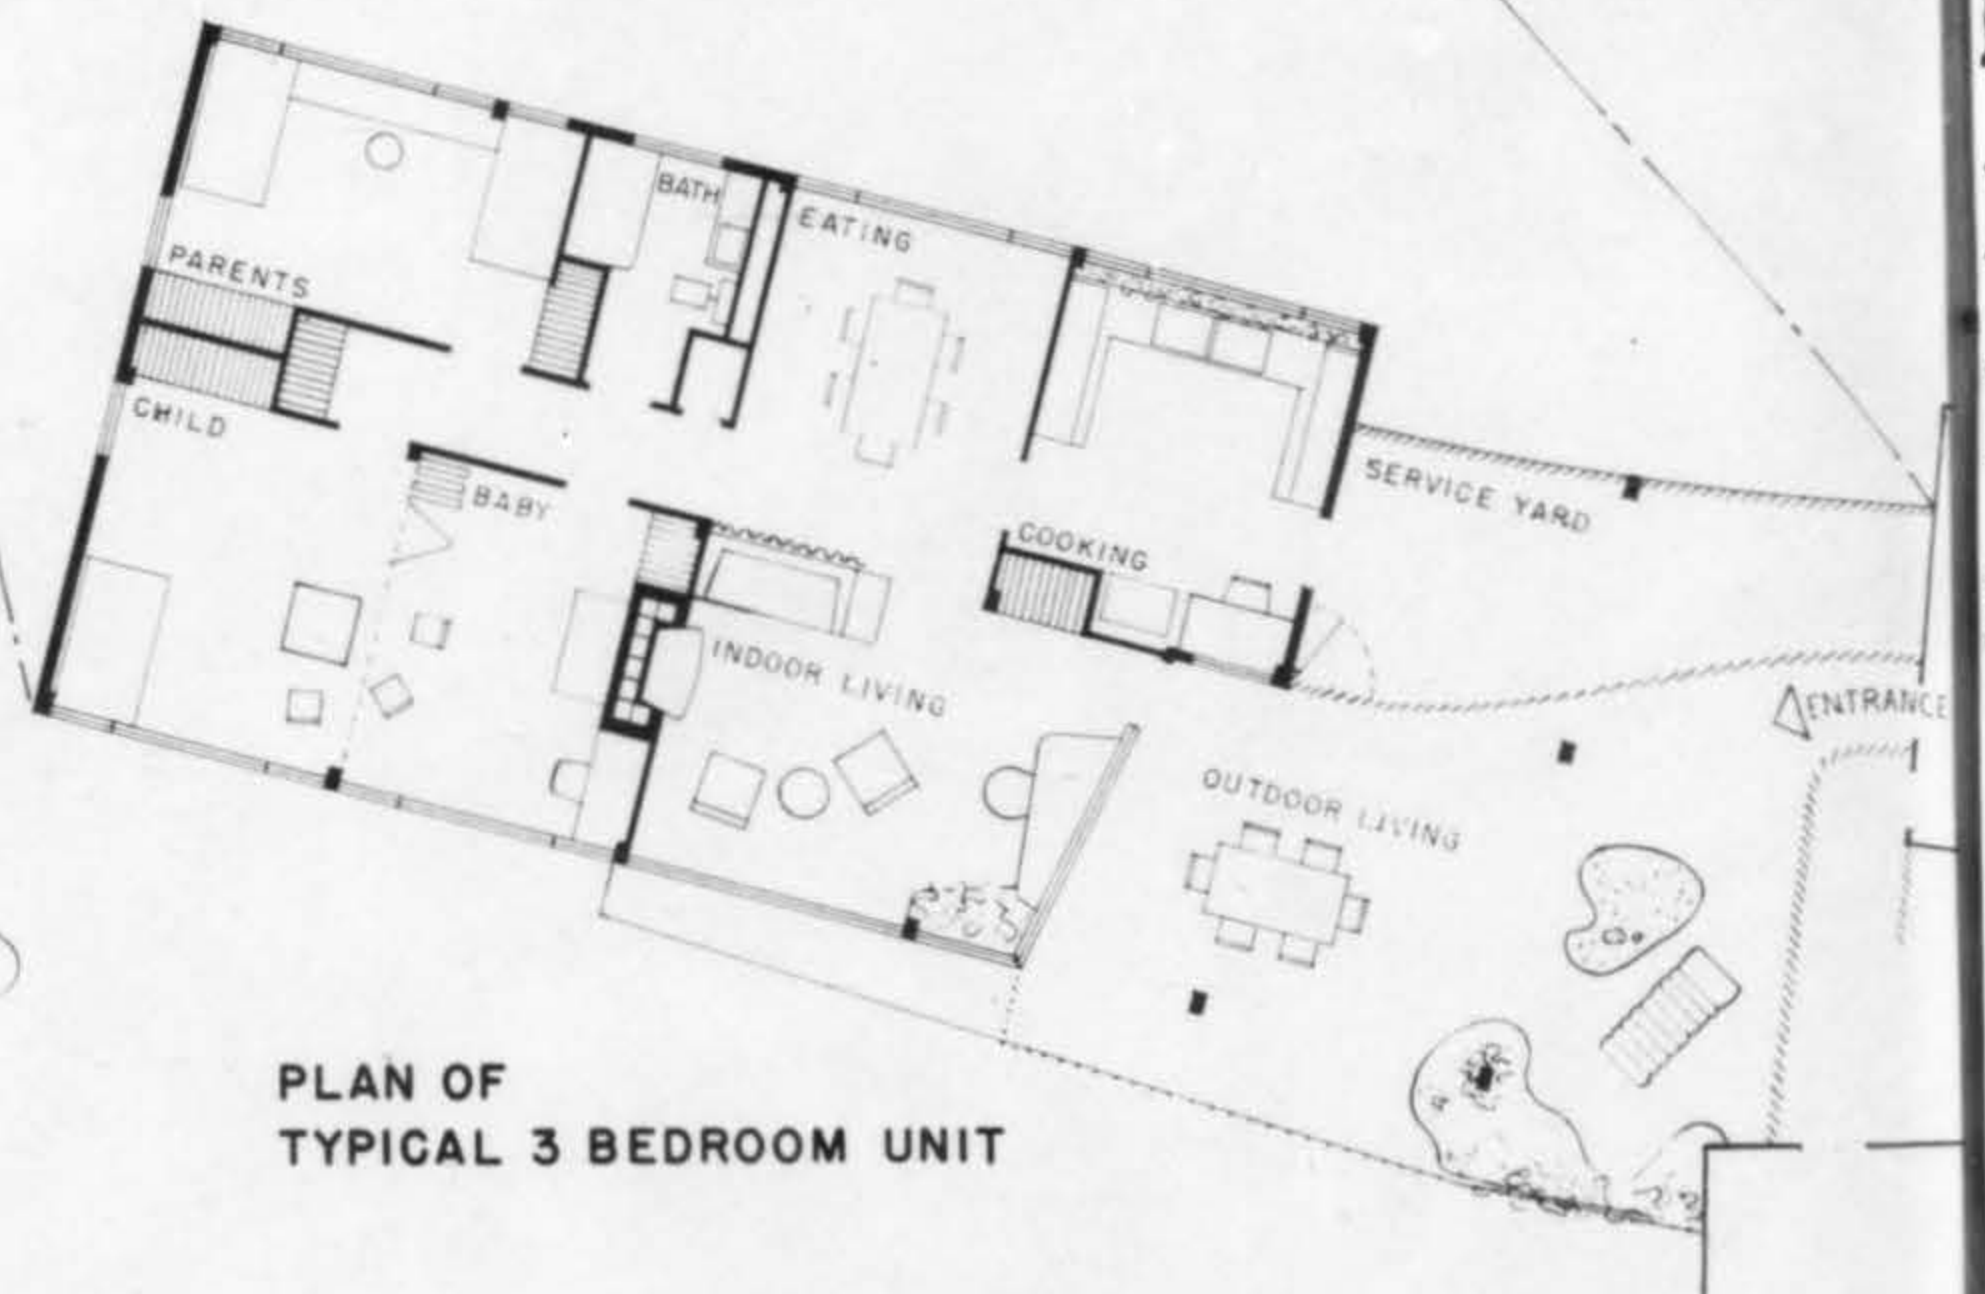 BATH
EATING
PARENTS
CHILD
BABY
COOKING
SERVICE YARD
INDOOR LIVING
ENTRANCE
OUTDOOR LIVING
PLAN OF
TYPICAL 3 BEDROOM UNIT